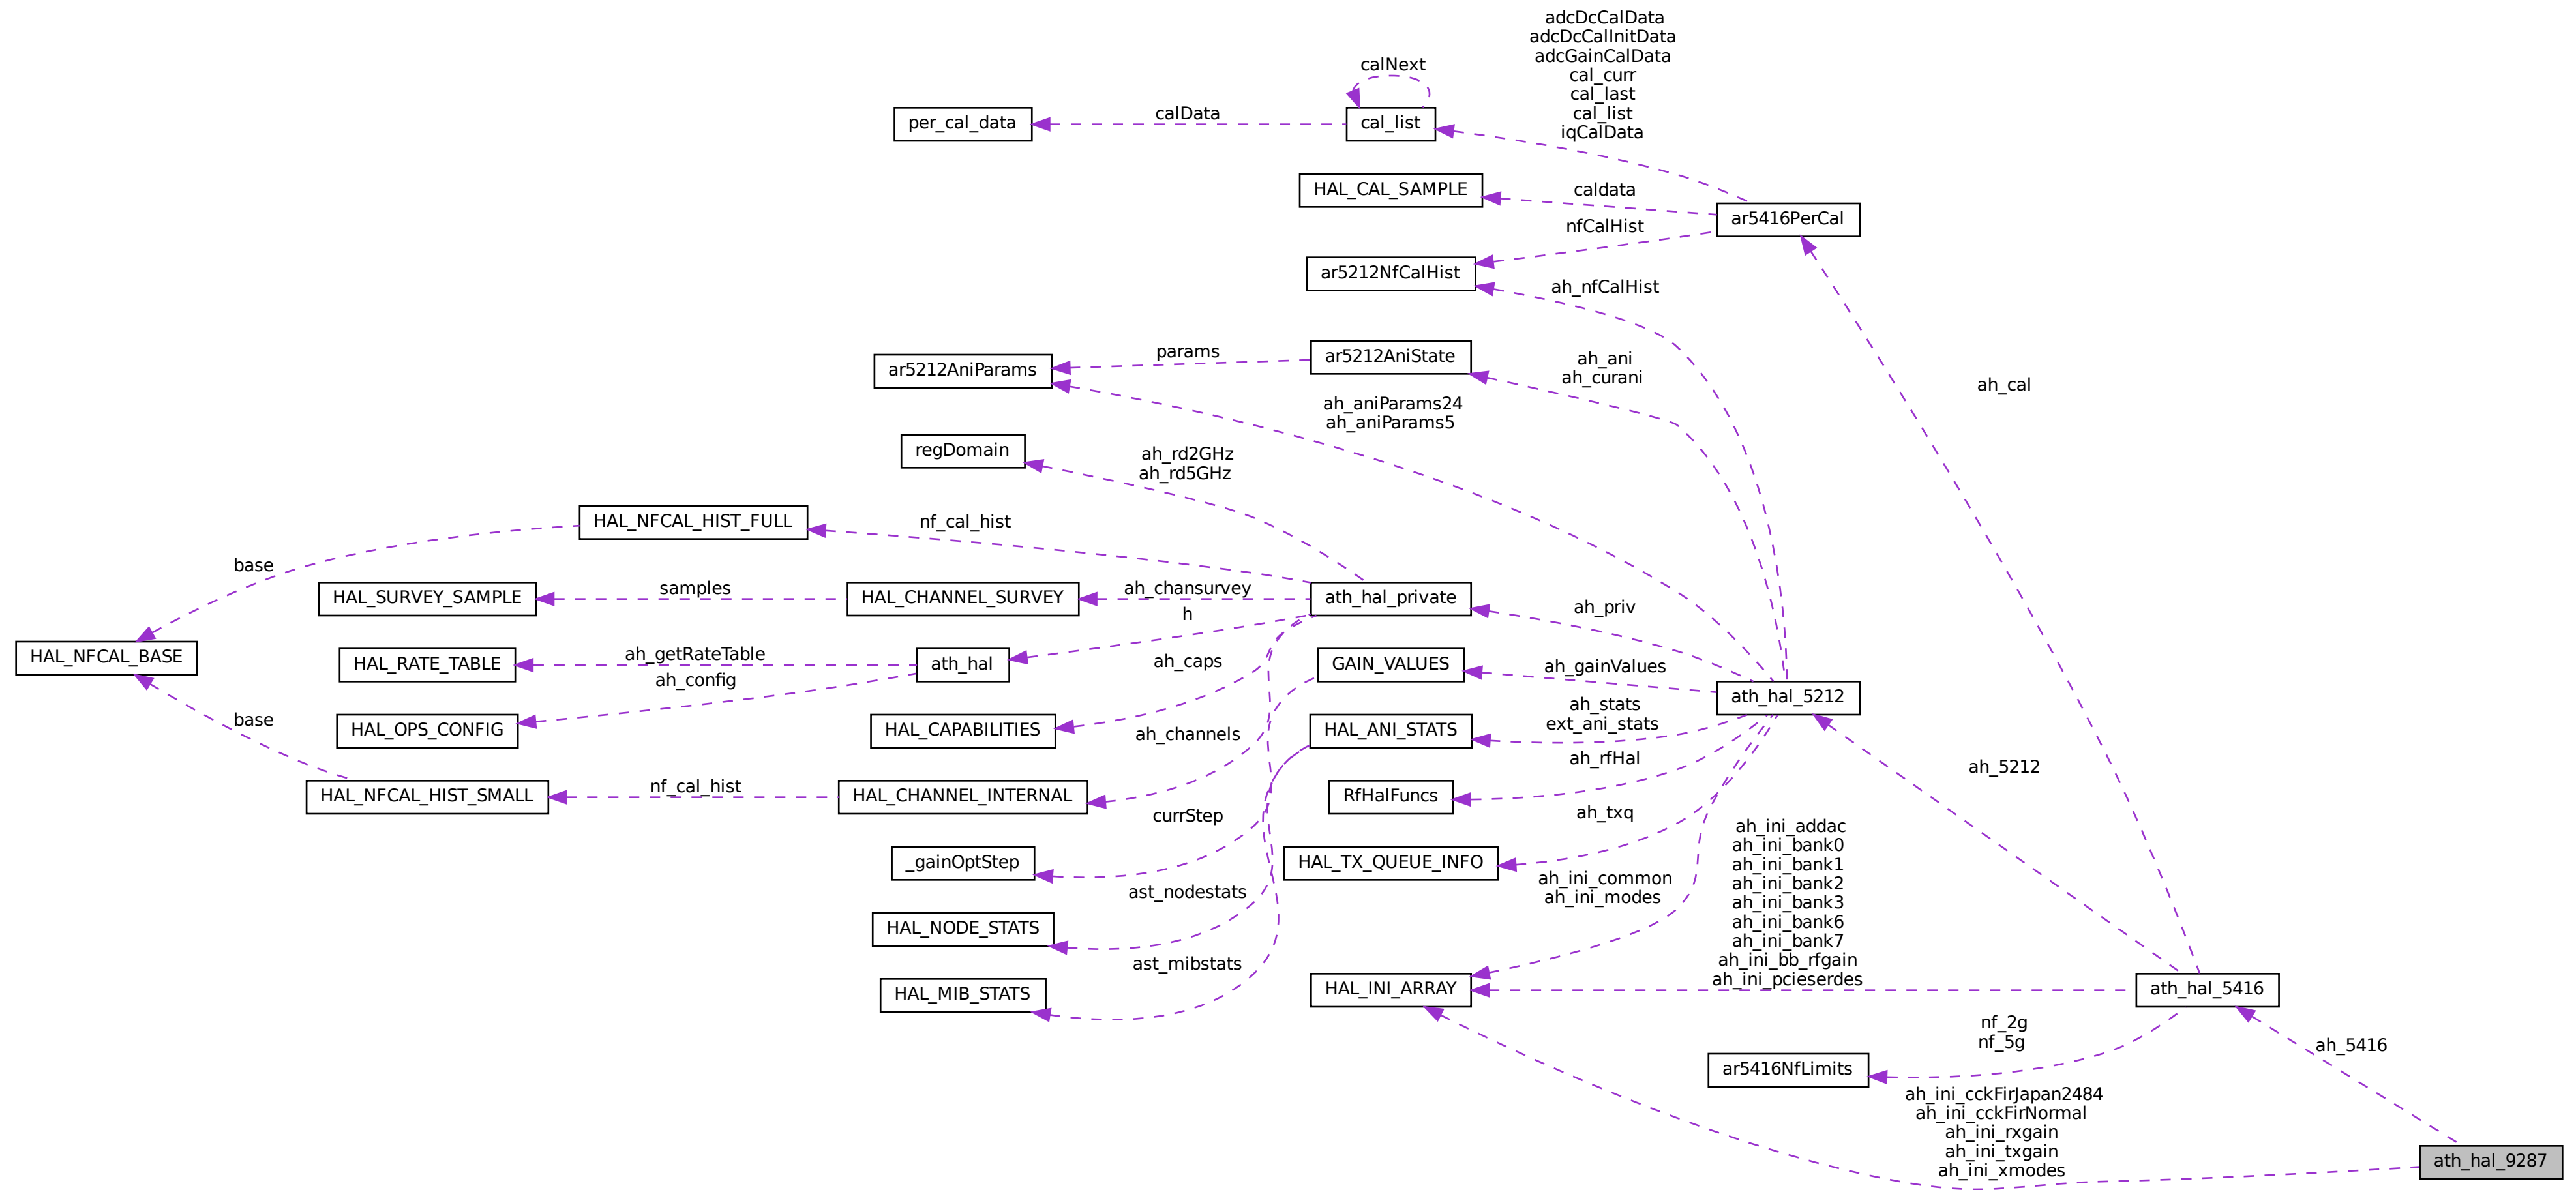 adcDcCalData
adcDcCalInitData
adcGainCalData
cal_curr
cal_last
cal_list
iqCalData
calNext
per_cal_data
calData
cal_list
HAL_CAL_SAMPLE
caldata
ar5416PerCal
nfCalHist
ar5212NfCalHist
ah_nfCalHist
ar5212AniParams
params
ar5212AniState
ah_ani
ah_curani
ah_cal
ah_aniParams24
ah_aniParams5
regDomain
ah_rd2GHz
ah_rd5GHz
HAL_NFCAL_HIST_FULL
nf_cal_hist
base
HAL_SURVEY_SAMPLE
samples
HAL_CHANNEL_SURVEY
ah_chansurvey
ath_hal_private
ah_priv
h
HAL_NFCAL_BASE
HAL_RATE_TABLE
ah_getRateTable
ath_hal
ah_caps
GAIN_VALUES
ah_gainValues
ah_config
ath_hal_5212
base
HAL_OPS_CONFIG
HAL_CAPABILITIES
ah_channels
HAL_ANI_STATS
ah_stats
ext_ani_stats
ah_rfHal
ah_5212
HAL_NFCAL_HIST_SMALL
nf_cal_hist
HAL_CHANNEL_INTERNAL
RfHalFuncs
currStep
ah_txq
_gainOptStep
HAL_TX_QUEUE_INFO
ah_ini_common
ah_ini_modes
ah_ini_addac
ah_ini_bank0
ah_ini_bank1
ah_ini_bank2
ah_ini_bank3
ah_ini_bank6
ah_ini_bank7
ah_ini_bb_rfgain
ah_ini_pcieserdes
ast_nodestats
HAL_NODE_STATS
ast_mibstats
HAL_MIB_STATS
HAL_INI_ARRAY
ath_hal_5416
nf_2g
nf_5g
ah_5416
ar5416NfLimits
ah_ini_cckFirJapan2484
ah_ini_cckFirNormal
ah_ini_rxgain
ah_ini_txgain
ah_ini_xmodes
ath_hal_9287